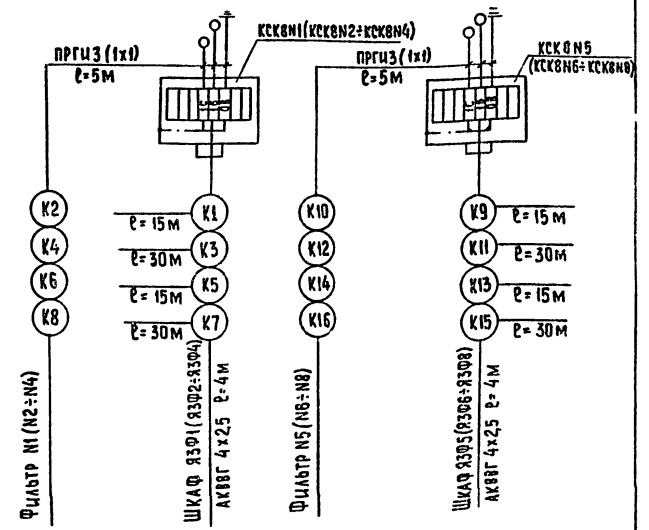 КСК8N1(КСК8N2÷КСК8N4)
ПРГИЗ (1х1)
ℓ=5м
ПРГИЗ (1х1)
ℓ=5м
КСК8N5
(КСК8N6÷КСК8N8)
К2
К4
К6
К8
К1
ℓ=15м
К3
ℓ=30м
К5
ℓ=15м
К7
ℓ=30м
К10
К12
К14
К16
К9
ℓ=15м
К11
ℓ=30м
К13
ℓ=15м
К15
ℓ=30м
Фильтр N1(N2÷N4)
Шкаф ЯЗФ1(ЯЗФ2÷ЯЗФ4)
АКВВГ 4х2,5 ℓ=4м
Фильтр N5(N6÷N8)
Шкаф ЯЗФ5(ЯЗФ6÷ЯЗФ8)
АКВВГ 4х2,5 ℓ=4м